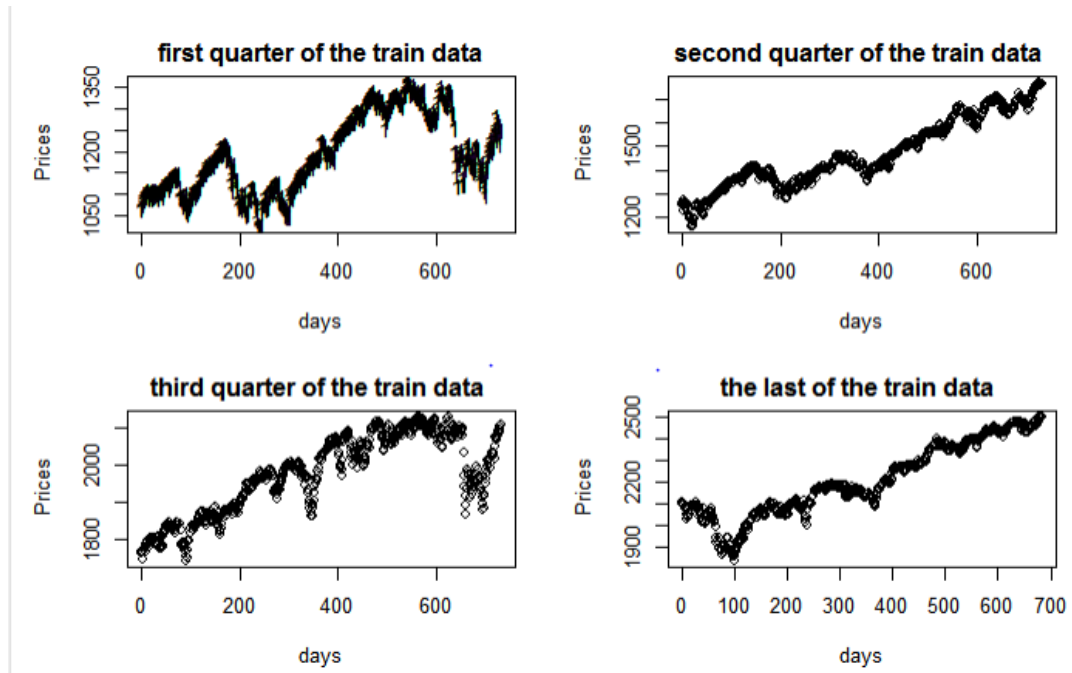 first quarter of the train data
Prices
1050 1200 1350
0 200 400 600
days
second quarter of the train data
Prices
1200 1500
0 200 400 600
days
third quarter of the train data
Prices
1800 2000
0 200 400 600
days
the last of the train data
Prices
1900 2200 2500
0 100 200 300 400 500 600 700
days